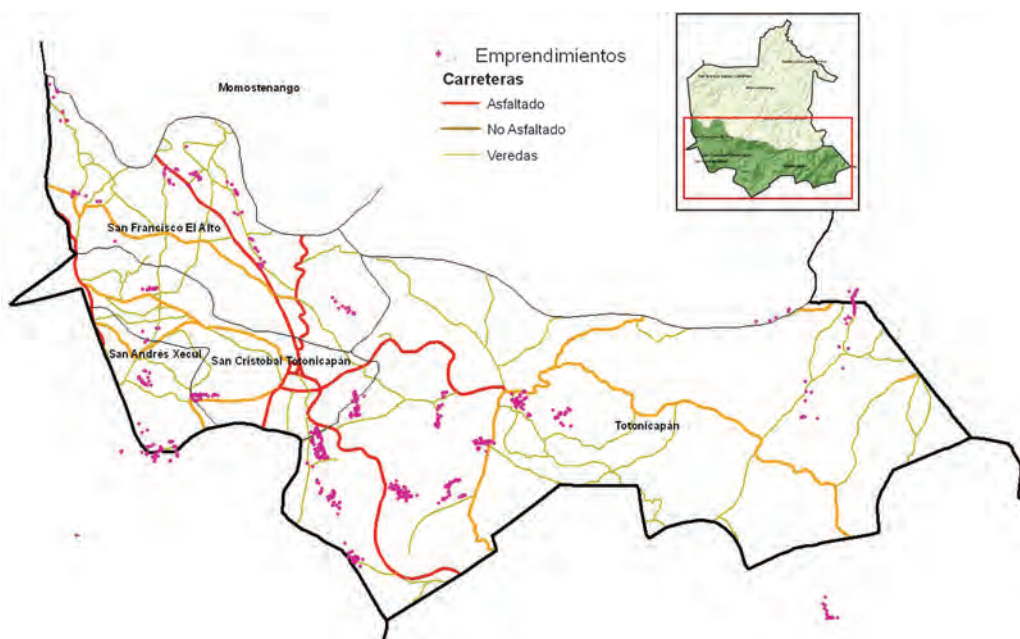 Emprendimientos
Carreteras
Asfaltado
No Asfaltado
Veredas
Momostenango
San Francisco El Alto
San Andrés Xecul
San Cristobal Totonicapán
Totonicapán